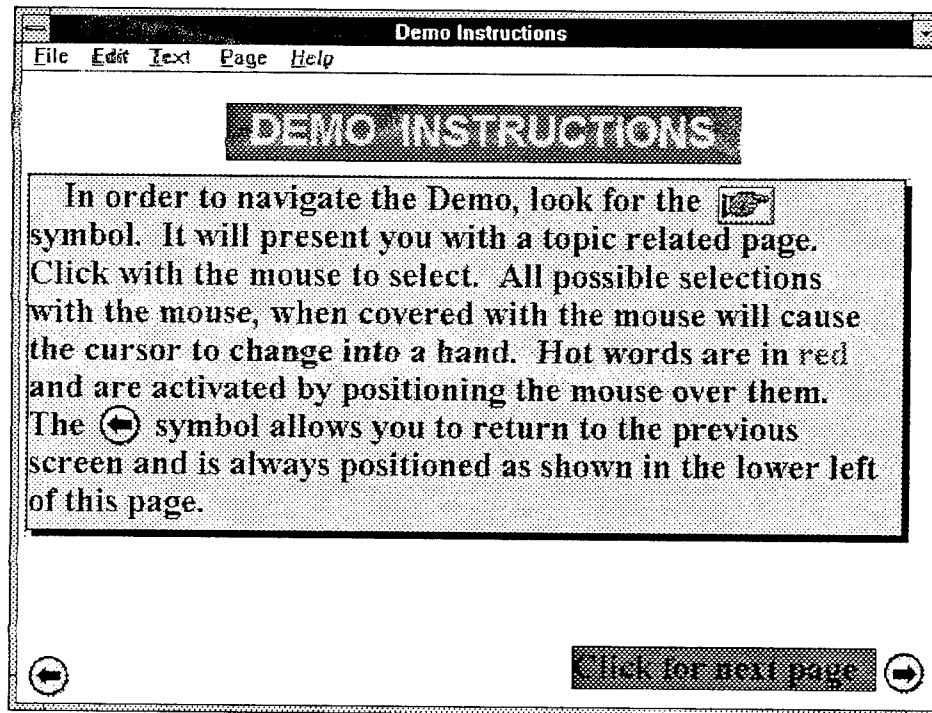 Demo Instructions
File Edit Text Page Help
DEMO INSTRUCTIONS
In order to navigate the Demo, look for the
symbol. It will present you with a topic related page.
Click with the mouse to select. All possible selections
with the mouse, when covered with the mouse will cause
the cursor to change into a hand. Hot words are in red
and are activated by positioning the mouse over them.
The symbol allows you to return to the previous
screen and is always positioned as shown in the lower left
of this page.
Click for next page